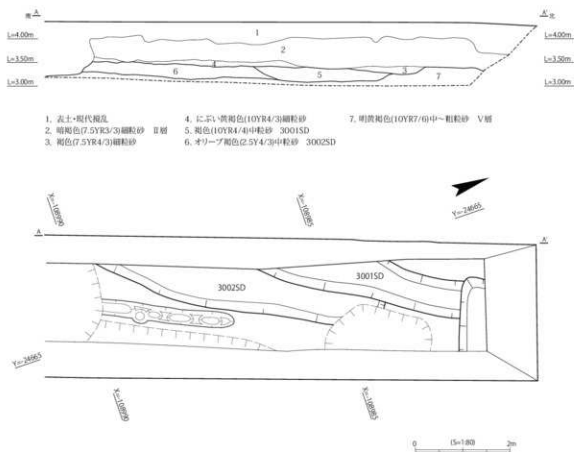 南 A
A' 北
L=4.00m
L=3.50m
L=3.00m
L=4.00m
L=3.50m
L=3.00m
1
2
3
5
6
7
1. 表土・現代攪乱
2. 暗褐色(7.5YR3/3)細粒砂 Ⅱ層
3. 褐色(7.5YR4/3)細粒砂
4. にぶい黄褐色(10YR4/3)細粒砂
5. 褐色(10YR4/4)中粒砂 3001SD
6. オリーブ褐色(2.5Y4/3)中粒砂 3002SD
7. 明黄褐色(10YR7/6)中～粗粒砂 Ⅴ層
X=-108990
X=-108985
Y=-24665
A
A'
3002SD
3001SD
Y=-24665
X=-108990
X=-108985
0 (S=1:80) 2m